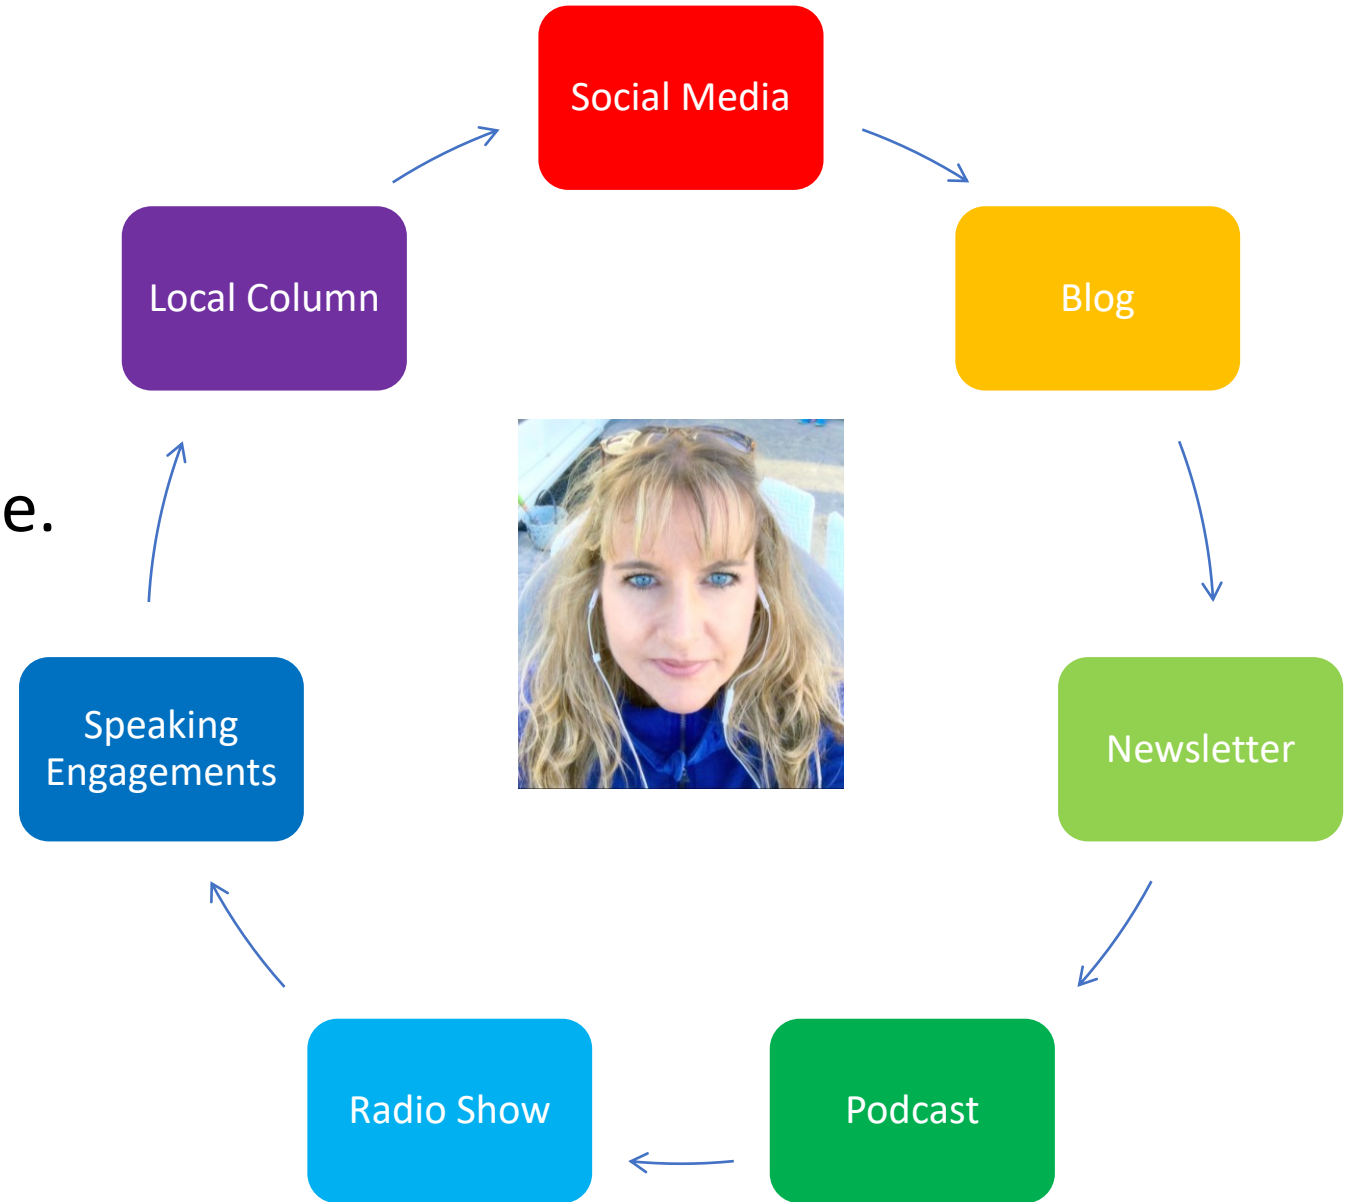 Social Media
Local Column
Blog
e.
Speaking
Engagements
Newsletter
Radio Show
Podcast